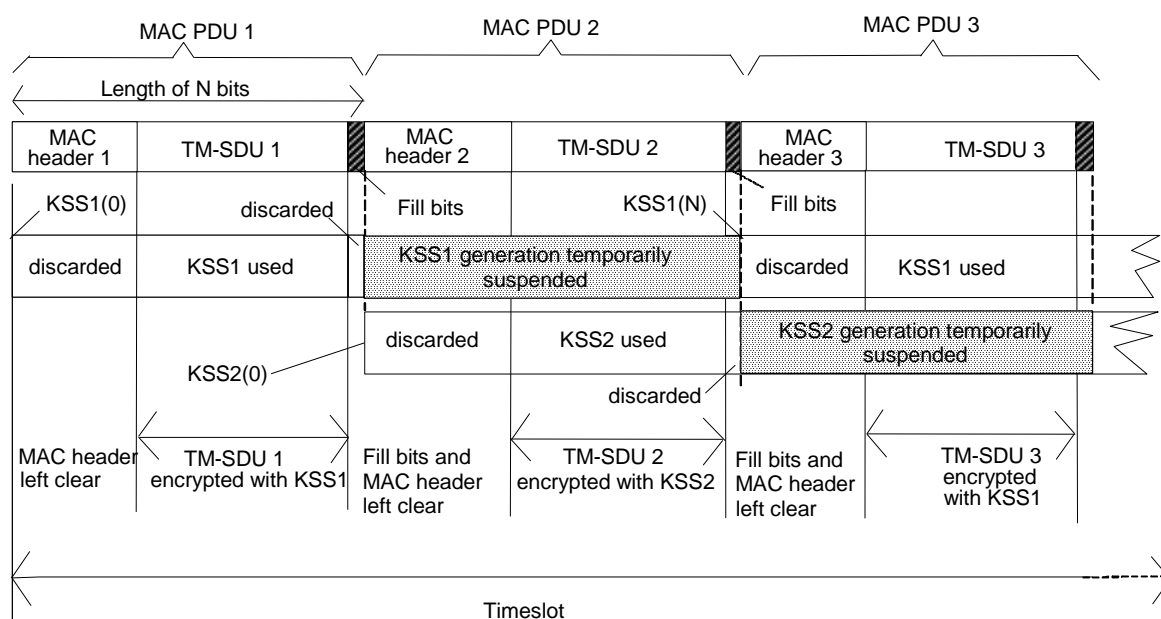 MAC PDU 1
MAC PDU 2
MAC PDU 3
Length of N bits
MAC
header 1
TM-SDU 1
MAC
header 2
TM-SDU 2
MAC
header 3
TM-SDU 3
KSS1(0)
discarded
Fill bits
KSS1(N)
Fill bits
discarded
KSS1 used
KSS1 generation temporarily
suspended
discarded
KSS1 used
KSS2(0)
discarded
KSS2 used
KSS2 generation temporarily
suspended
discarded
MAC header
left clear
TM-SDU 1
encrypted with KSS1
Fill bits and
MAC header
left clear
TM-SDU 2
encrypted with KSS2
Fill bits and
MAC header
left clear
TM-SDU 3
encrypted
with KSS1
Timeslot